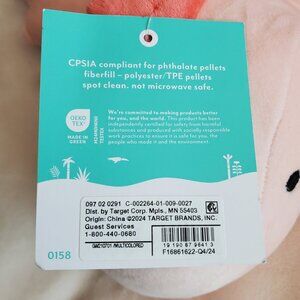 CPSIA compliant for phthalate pellets
fiberfill – polyester/TPE pellets
spot clean. not microwave safe.
OEKO
TEX
MADE IN
GREEN
We're committed to making products better
for you, and the world. This product has been
independently certified for safety from harmful
substances and produced with socially responsible
work practices to ensure it is safe for you, the
people who made it and the environment.
097 02 0291 C-002264-01-009-0027
Dist. by Target Corp. Mpls., MN 55403
Origin: China ©2024 TARGET BRANDS, INC.
Guest Services
1-800-440-0680
/MULTICOLORED
F16861622-Q4/24
0158